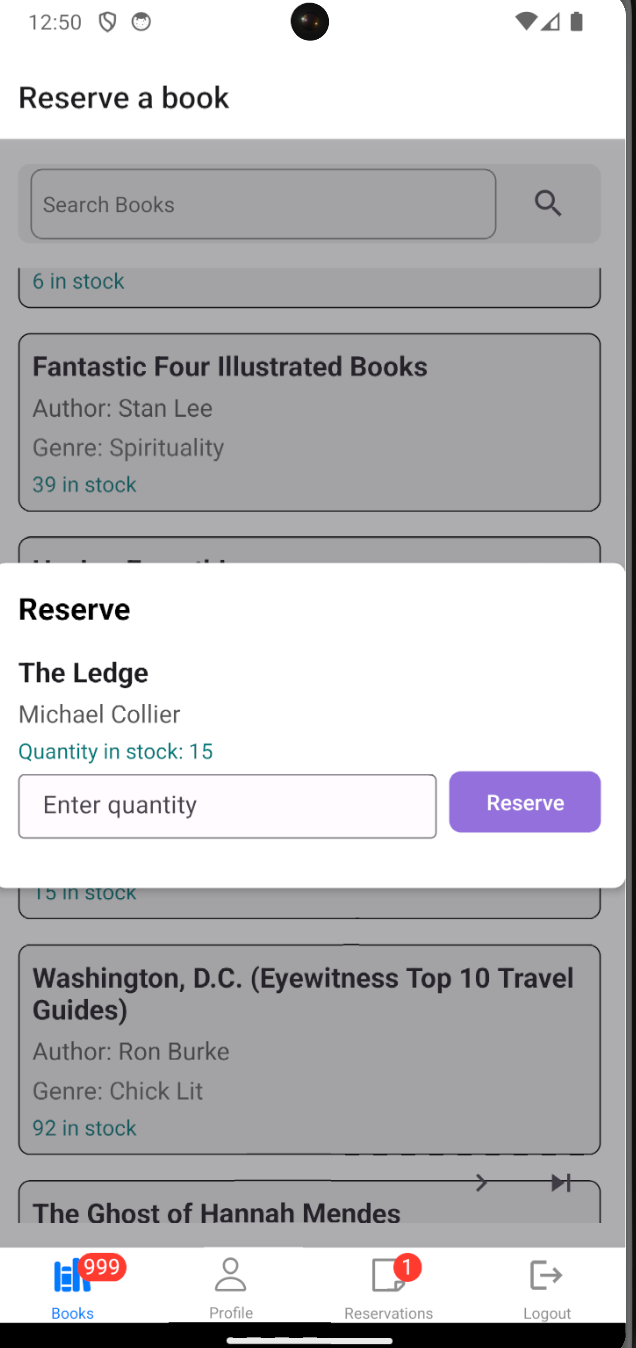 12:50
Reserve a book
Search Books
6 in stock
Fantastic Four Illustrated Books
Author: Stan Lee
Genre: Spirituality
39 in stock
Reserve
The Ledge
Michael Collier
Quantity in stock: 15
Enter quantity
Reserve
15 in stock
Washington, D.C. (Eyewitness Top 10 Travel
Guides)
Author: Ron Burke
Genre: Chick Lit
92 in stock
The Ghost of Hannah Mendes
999
1
Books
Profile
Reservations
Logout